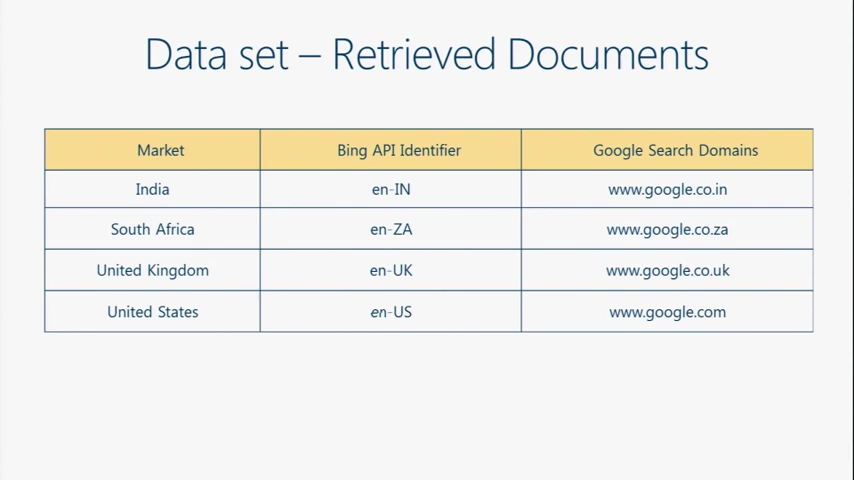 Data set – Retrieved Documents
Market Bing API Identifier Google Search Domains
India en-IN www.google.co.in
South Africa en-ZA www.google.co.za
United Kingdom en-UK www.google.co.uk
United States en-US www.google.com